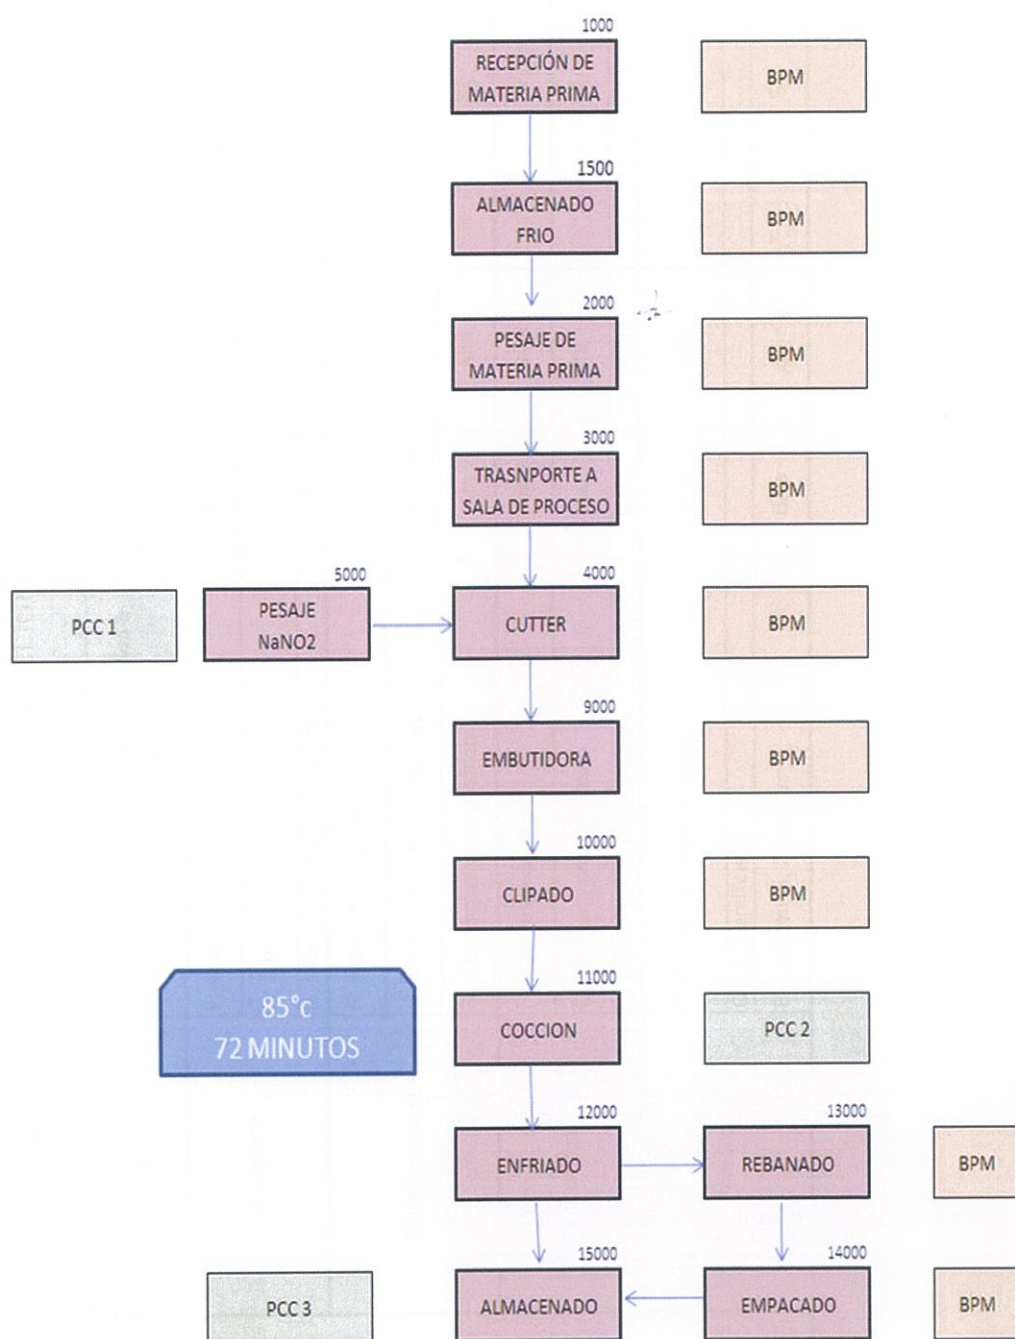 1000
RECEPCIÓN DE
MATERIA PRIMA
BPM
1500
ALMACENADO
FRIO
BPM
2000
PESAJE DE
MATERIA PRIMA
BPM
3000
TRASNPORTE A
SALA DE PROCESO
BPM
PCC 1
5000
PESAJE
NaNO2
4000
CUTTER
BPM
9000
EMBUTIDORA
BPM
10000
CLIPADO
BPM
85°c
72 MINUTOS
11000
COCCION
PCC 2
12000
ENFRIADO
13000
REBANADO
BPM
PCC 3
15000
ALMACENADO
14000
EMPACADO
BPM